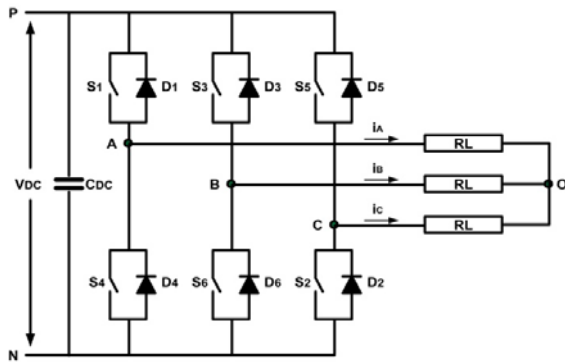 P
S1 D1 S3 D3 S5 D5
A iA RL
VDC CDC B iB RL O
C iC RL
S4 D4 S6 D6 S2 D2
N